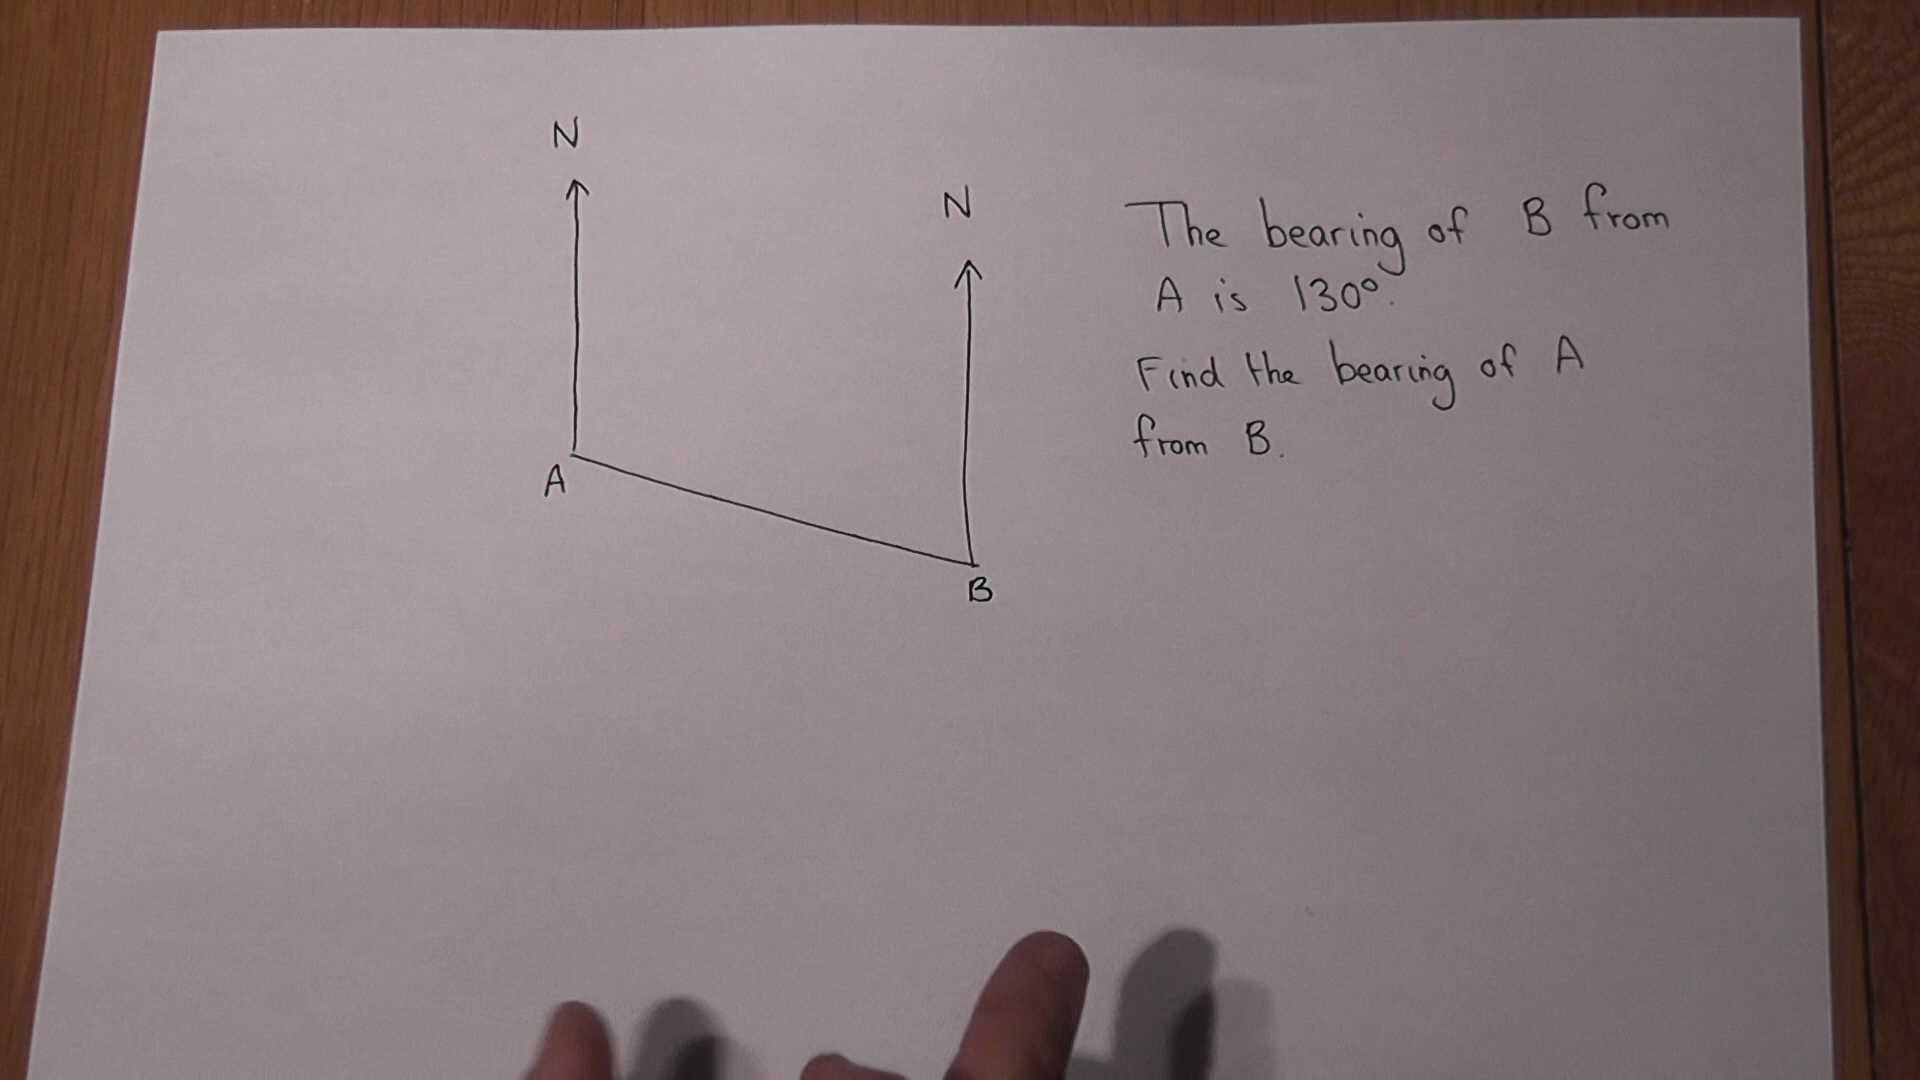 N
N
A
B
The bearing of B from
A is 130°.
Find the bearing of A
from B.